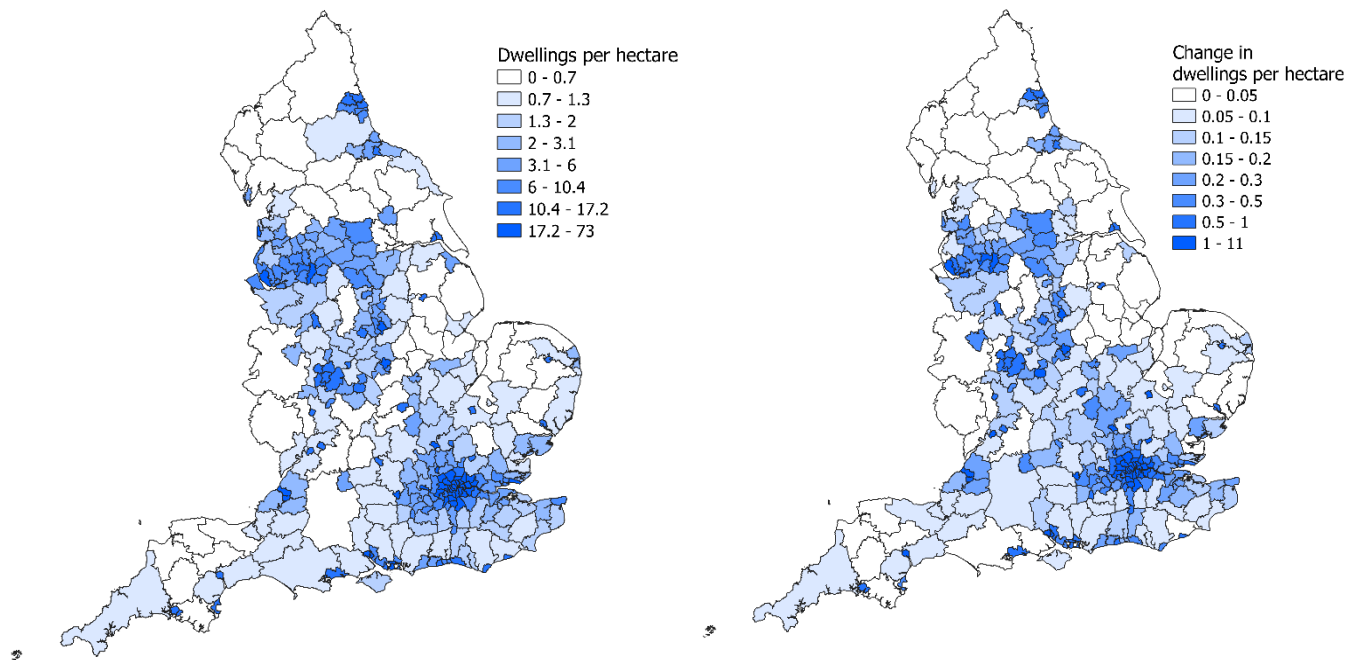 Dwellings per hectare
0 - 0.7
0.7 - 1.3
1.3 - 2
2 - 3.1
3.1 - 6
6 - 10.4
10.4 - 17.2
17.2 - 73
Change in
dwellings per hectare
0 - 0.05
0.05 - 0.1
0.1 - 0.15
0.15 - 0.2
0.2 - 0.3
0.3 - 0.5
0.5 - 1
1 - 11